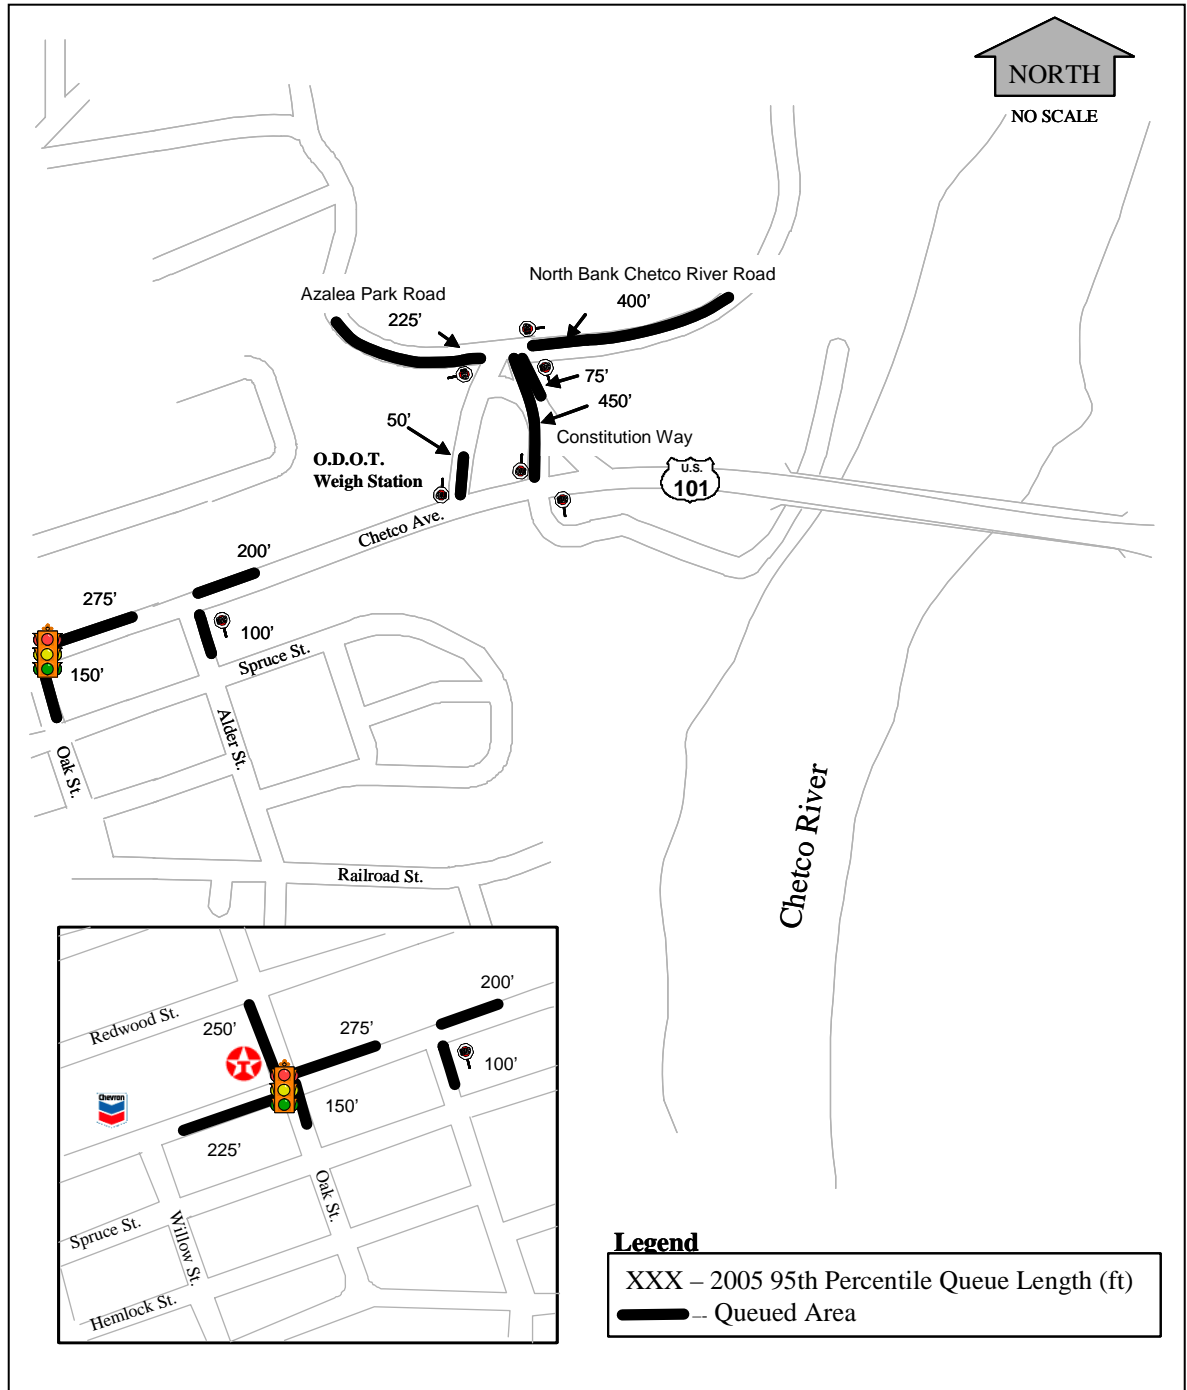 NORTH
NO SCALE
North Bank Chetco River Road
400’
Azalea Park Road
225’
75’
450’
50’
Constitution Way
O.D.O.T.
Weigh Station
U.S.
101
Chetco Ave.
200’
275’
100’
150’
Spruce St.
Alder St.
Oak St.
Chetco River
Railroad St.
200’
Redwood St.
250’
275’
100’
Chevron
T
150’
225’
Oak St.
Willow St.
Spruce St.
Hemlock St.
Legend
XXX – 2005 95th Percentile Queue Length (ft)
-- Queued Area